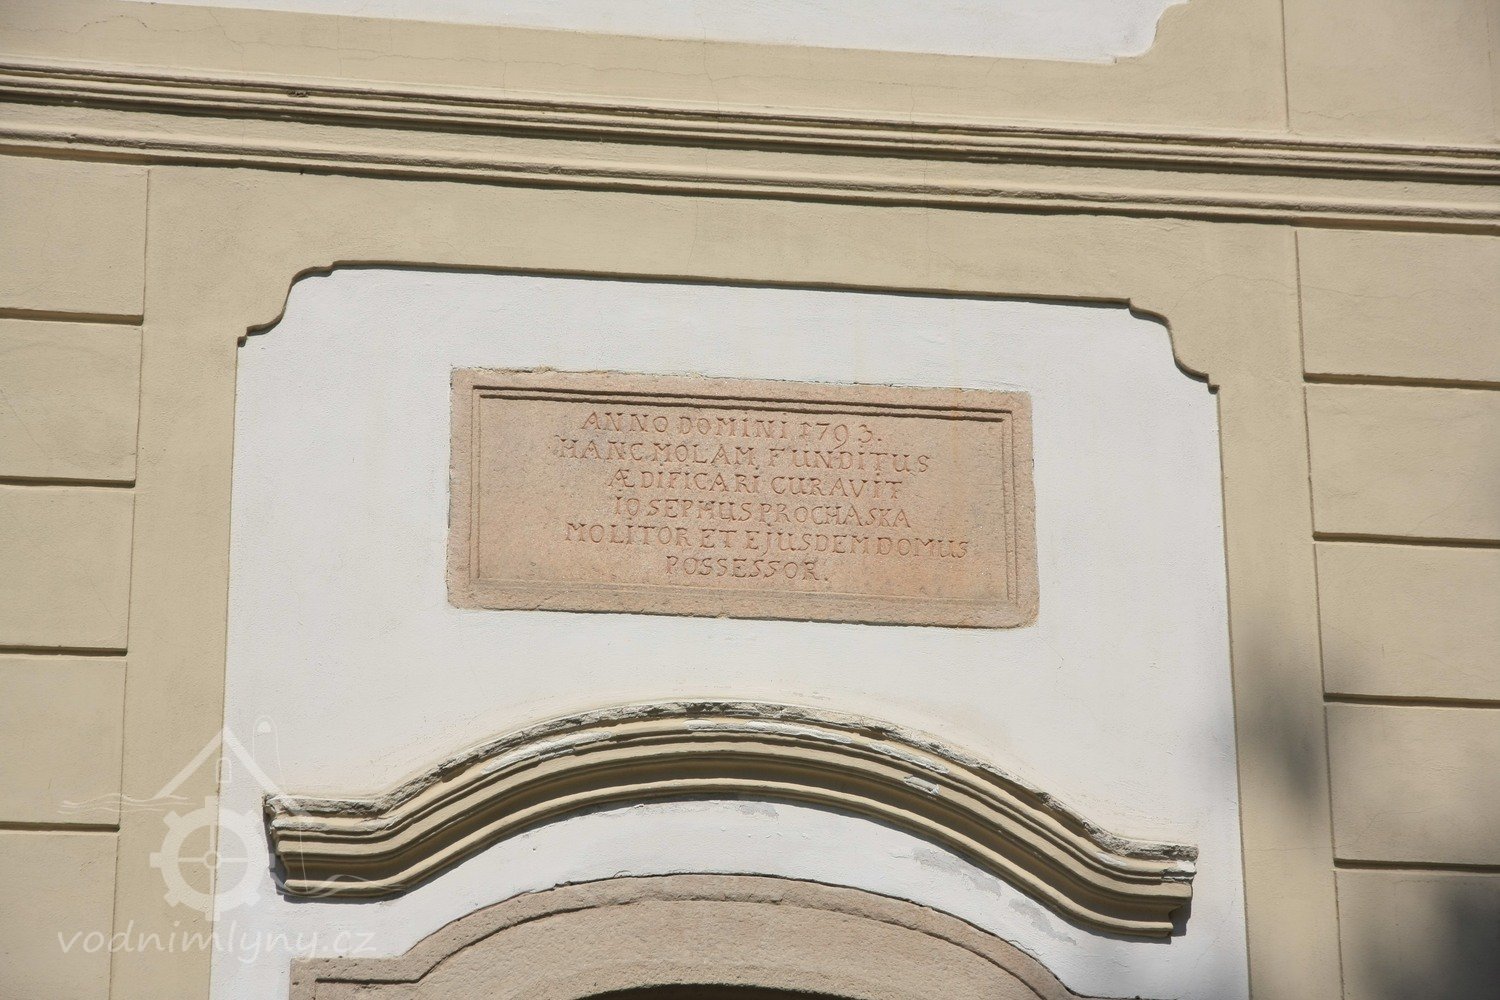 ANNO DOMINI 1793.
HANC MOLAM FUNDITUS
ÆDIFICARI CURAVIT
IOSEPHUS PROCHASKA
MOLITOR ET EJUSDEM DOMUS
POSSESSOR.
vodnimlyny.cz